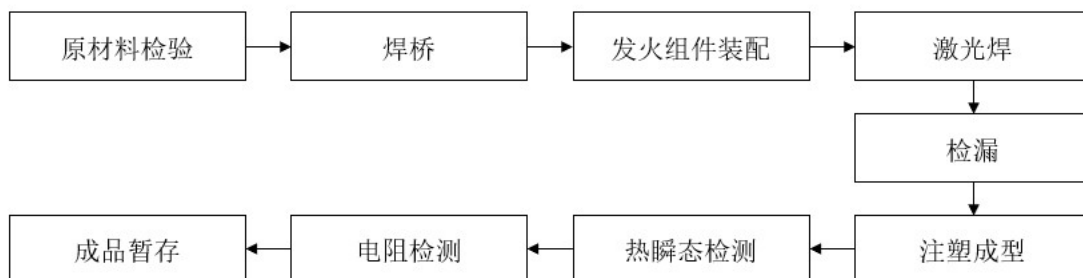 原材料检验
焊桥
发火组件装配
激光焊
检漏
注塑成型
热瞬态检测
电阻检测
成品暂存